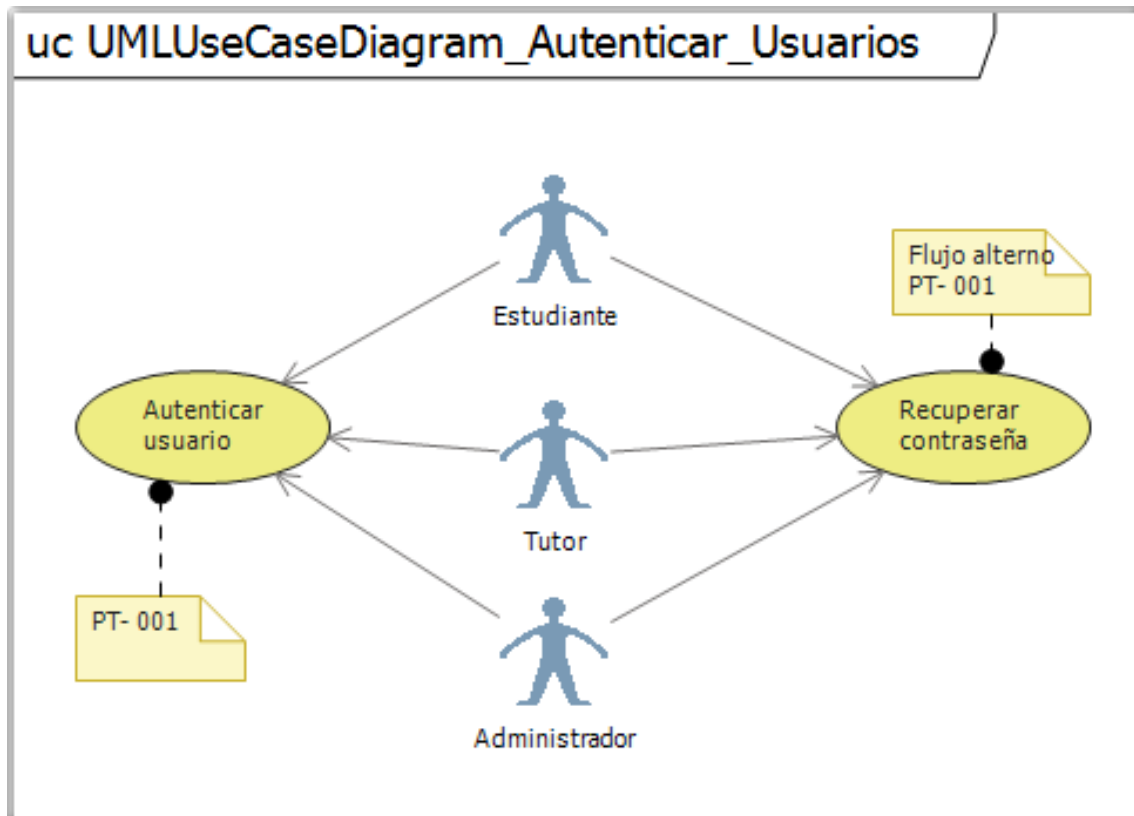 uc UMLUseCaseDiagram_Autenticar_Usuarios
Estudiante
Flujo alterno
PT- 001
Autenticar
usuario
Recuperar
contraseña
Tutor
PT- 001
Administrador